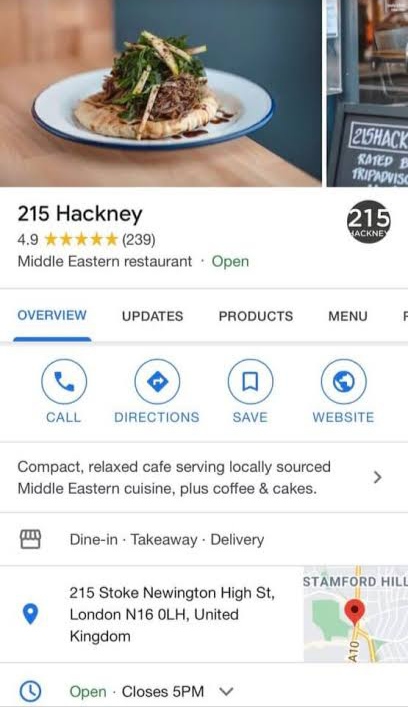 215HACK
RATED B
TRIPADVISO
215 Hackney
4.9 ★★★★★ (239)
Middle Eastern restaurant · Open
215
HACKNEY
OVERVIEW UPDATES PRODUCTS MENU
CALL DIRECTIONS SAVE WEBSITE
Compact, relaxed cafe serving locally sourced
Middle Eastern cuisine, plus coffee & cakes.
Dine-in · Takeaway · Delivery
215 Stoke Newington High St,
London N16 0LH, United
Kingdom
STAMFORD HILL
A10
Open · Closes 5PM